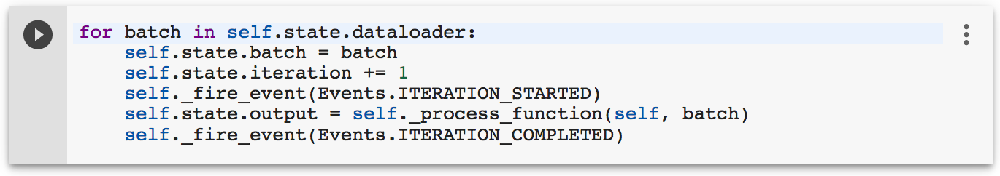 for batch in self.state.dataloader:
    self.state.batch = batch
    self.state.iteration += 1
    self._fire_event(Events.ITERATION_STARTED)
    self.state.output = self._process_function(self, batch)
    self._fire_event(Events.ITERATION_COMPLETED)